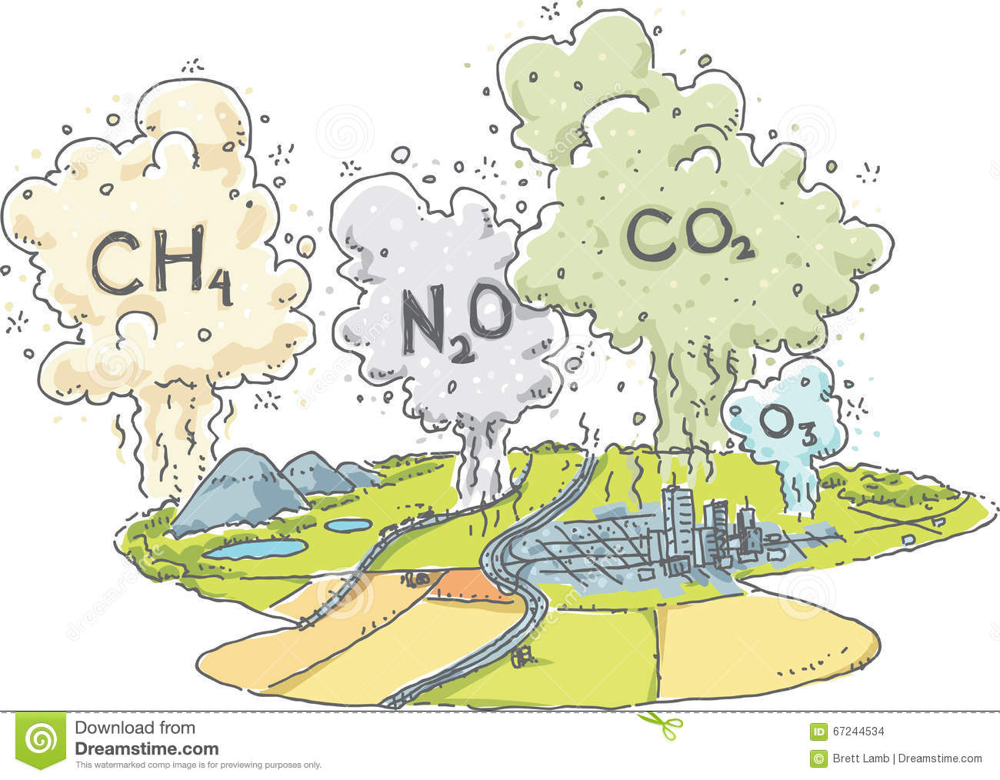 CH4
N2O
CO2
O3
Download from
Dreamstime.com
This watermarked comp image is for previewing purposes only.
ID 67244534
© Brett Lamb | Dreamstime.com